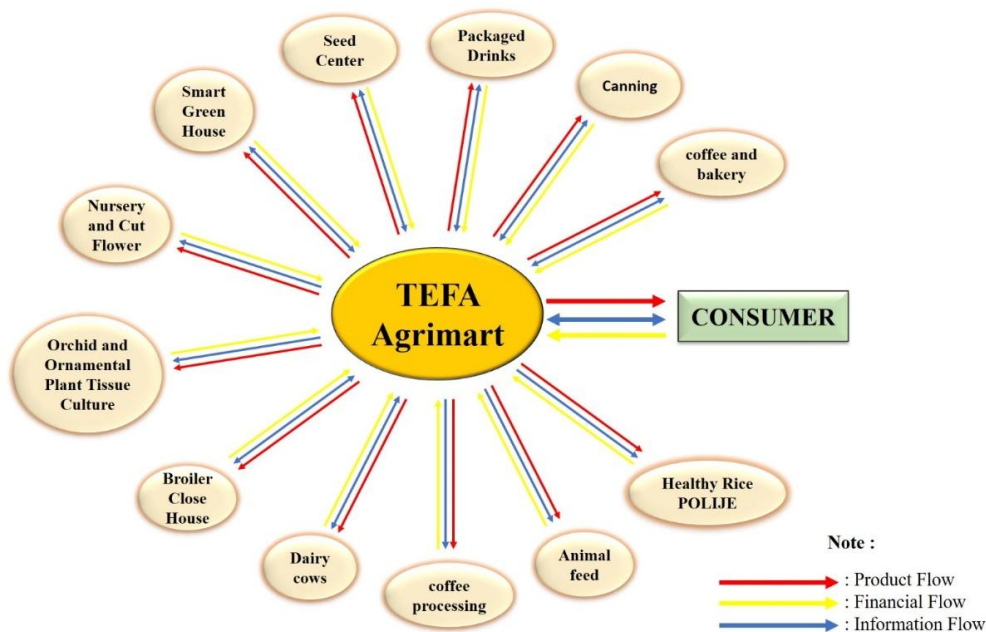 Seed
Center
Packaged
Drinks
Canning
Smart
Green
House
coffee and
bakery
Nursery
and Cut
Flower
TEFA
Agrimart
CONSUMER
Orchid and
Ornamental
Plant Tissue
Culture
Broiler
Close
House
Healthy Rice
POLIJE
Dairy
cows
coffee
processing
Animal
feed
Note :
: Product Flow
: Financial Flow
: Information Flow